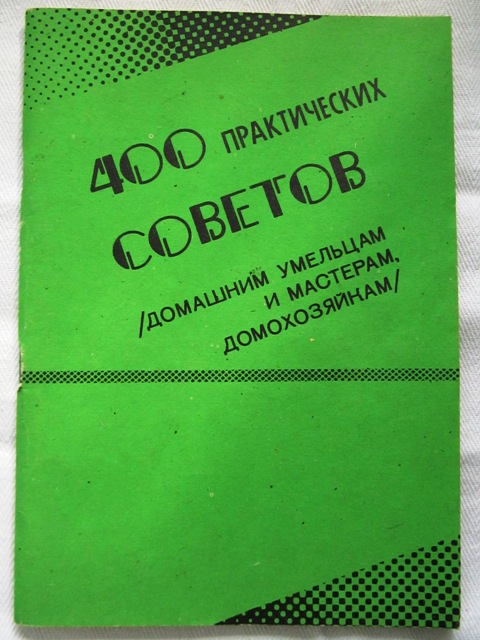 400 ПРАКТИЧЕСКИХ
СОВЕТОВ
/ДОМАШНИМ УМЕЛЬЦАМ
И МАСТЕРАМ,
ДОМОХОЗЯЙКАМ/